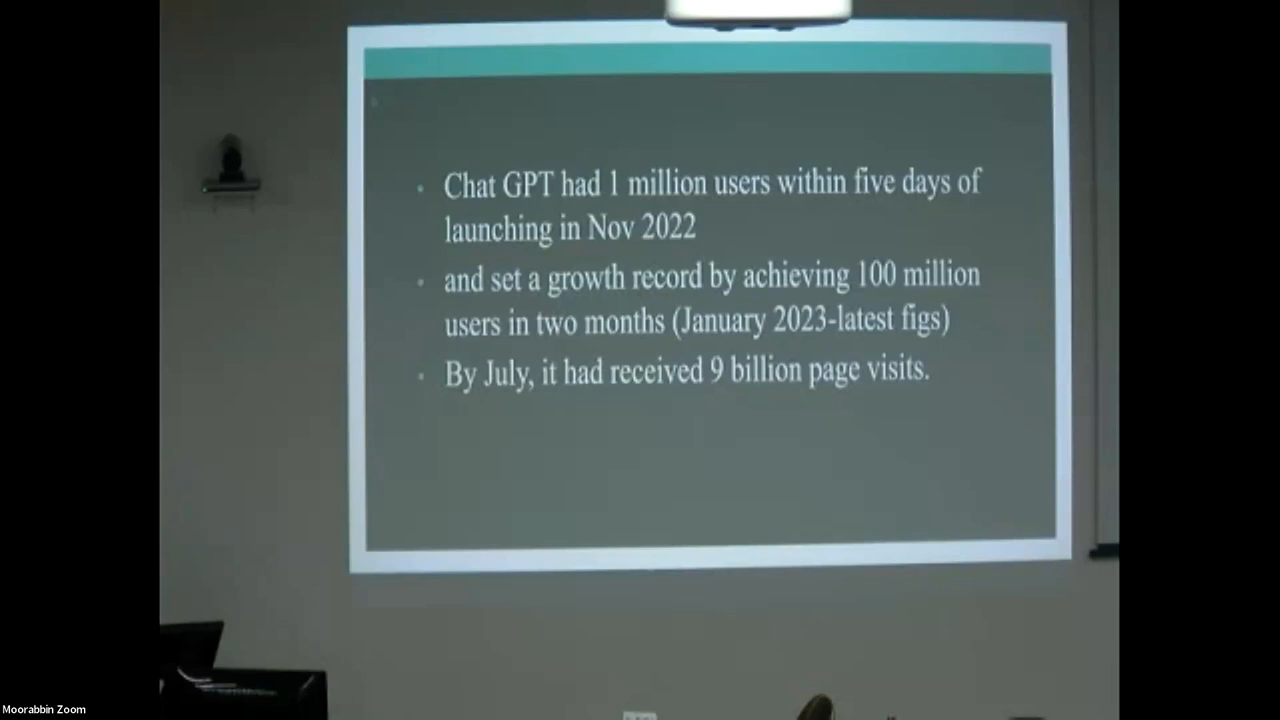 Chat GPT had 1 million users within five days of
launching in Nov 2022
and set a growth record by achieving 100 million
users in two months (January 2023-latest figs)
By July, it had received 9 billion page visits.
Moorabbin Zoom